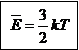 E̅ = 3/2 kT